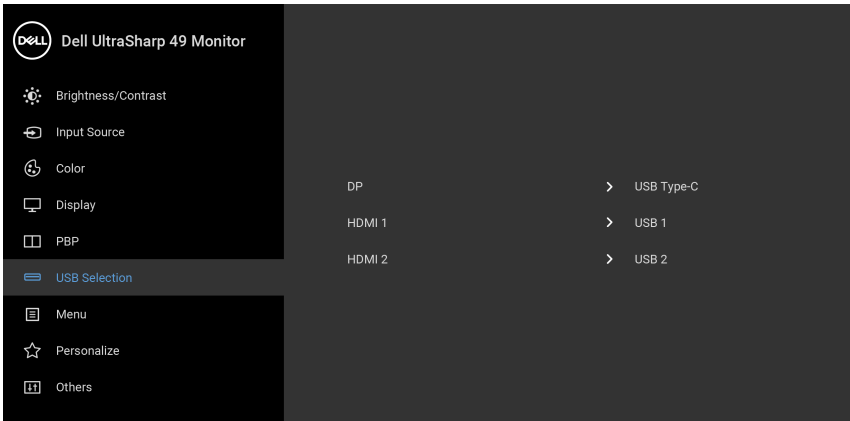 DELL Dell UltraSharp 49 Monitor
Brightness/Contrast
Input Source
Color
Display
PBP
USB Selection
Menu
Personalize
Others
DP USB Type-C
HDMI 1 USB 1
HDMI 2 USB 2